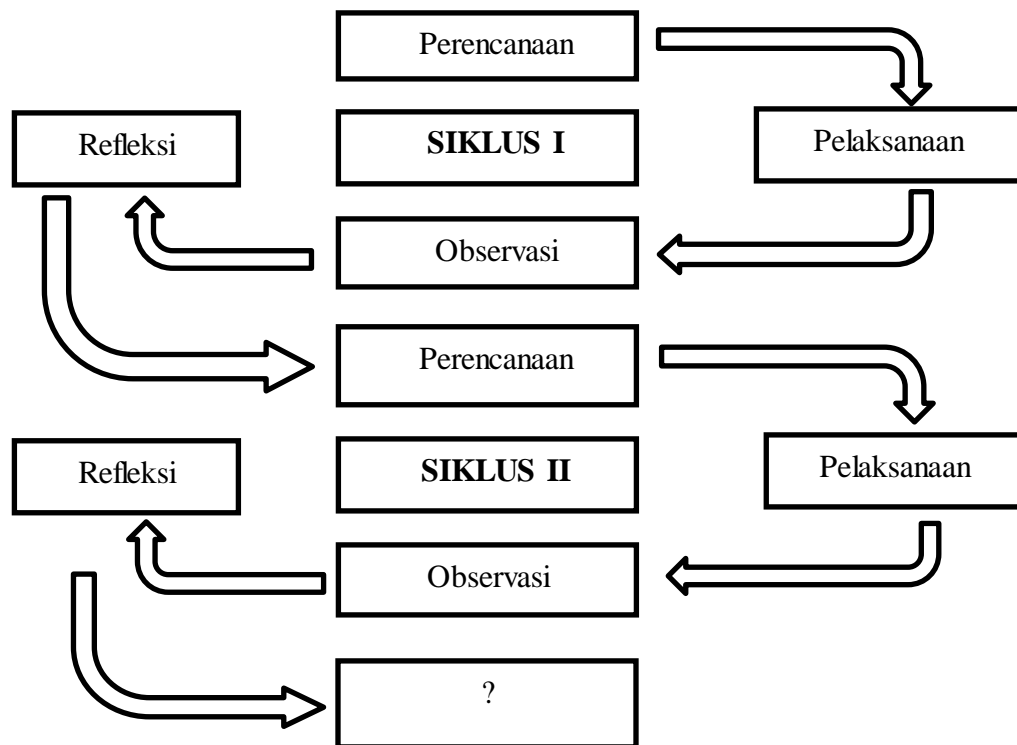 Perencanaan
Refleksi
SIKLUS I
Pelaksanaan
Observasi
Perencanaan
Refleksi
SIKLUS II
Pelaksanaan
Observasi
?